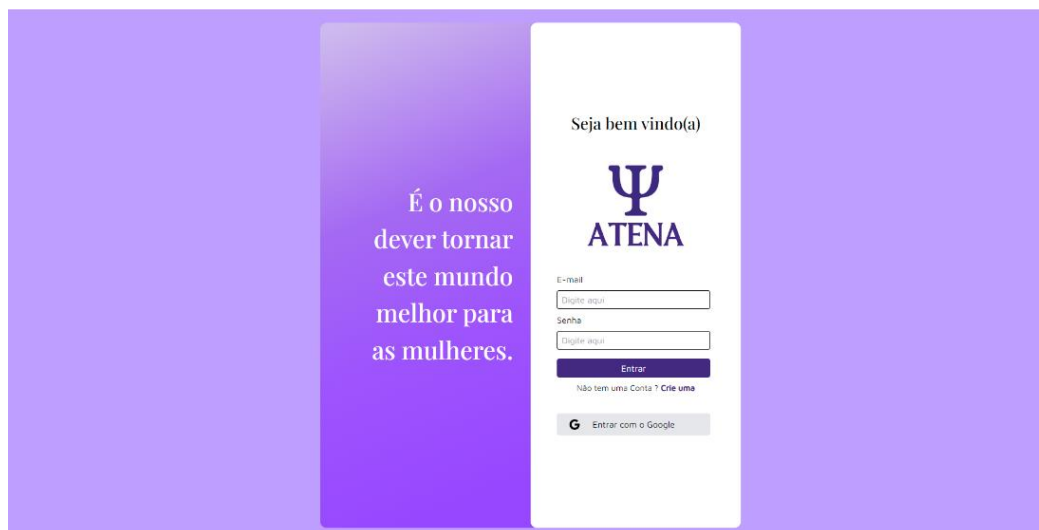 É o nosso
dever tornar
este mundo
melhor para
as mulheres.
Seja bem vindo(a)
Ψ
ATENA
E-mail
Digite aqui
Senha
Digite aqui
Entrar
Não tem uma Conta ? Crie uma
G Entrar com o Google